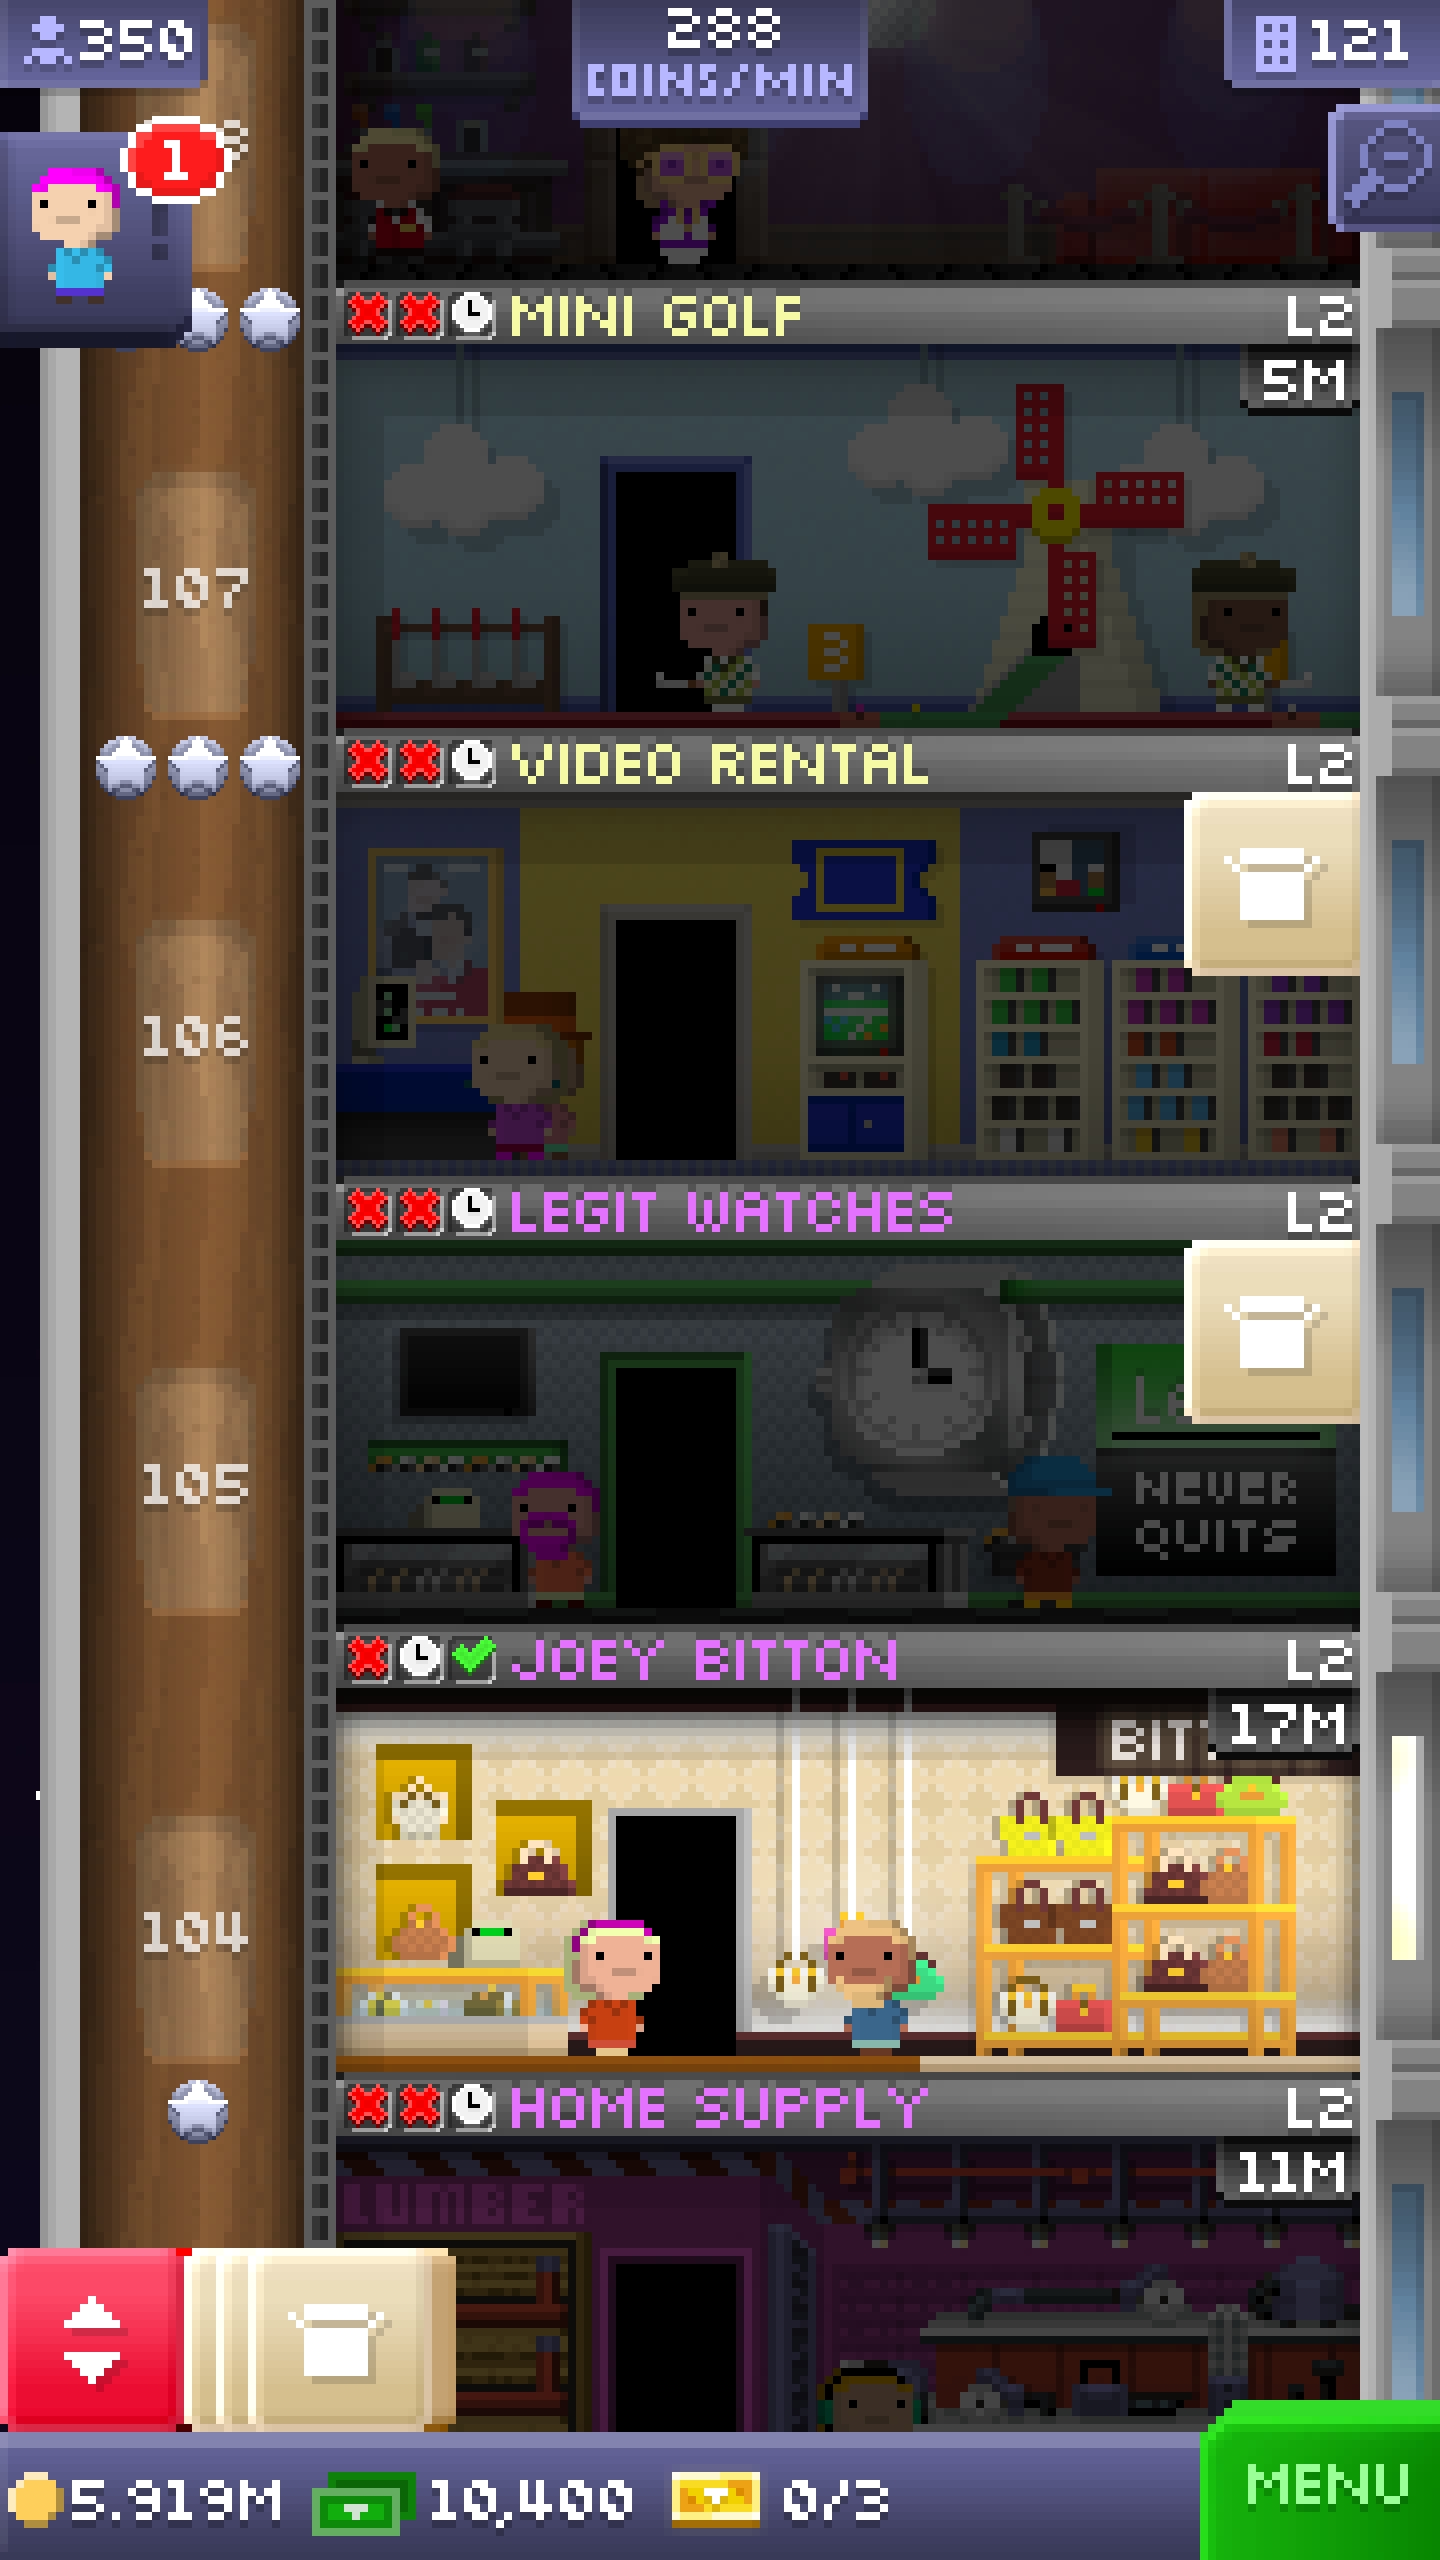 350
288
COINS/MIN
121
1
MINI GOLF
L2
5M
107
3
VIDEO RENTAL
L2
106
LEGIT WATCHES
L2
NEVER
QUITS
105
JOEY BITTON
L2
17M
BIT
104
HOME SUPPLY
L2
11M
LUMBER
5.919M
10,400
0/3
MENU